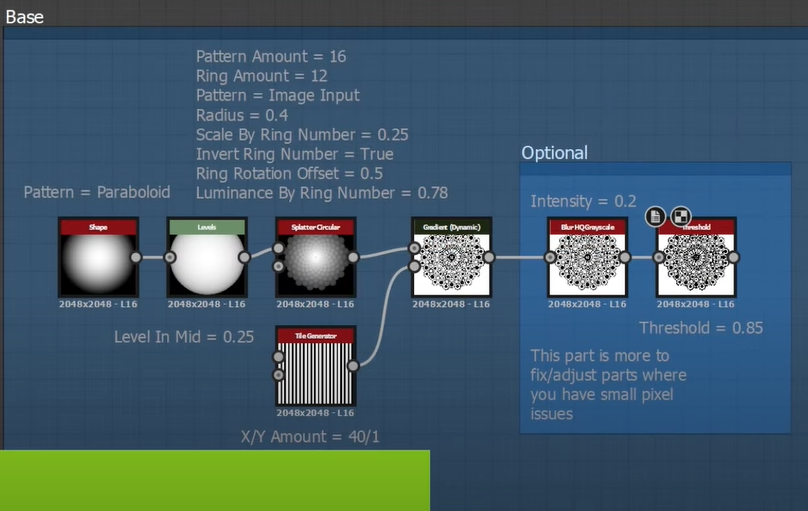 Base
Pattern Amount = 16
Ring Amount = 12
Pattern = Image Input
Radius = 0.4
Scale By Ring Number = 0.25
Invert Ring Number = True
Ring Rotation Offset = 0.5
Luminance By Ring Number = 0.78
Pattern = Paraboloid
Optional
Intensity = 0.2
Shape
Levels
Splatter Circular
Gradient (Dynamic)
Blur HQ Grayscale
Threshold
2048x2048 - L16
2048x2048 - L16
2048x2048 - L16
2048x2048 - L16
2048x2048 - L16
2048x2048 - L16
Level In Mid = 0.25
Tile Generator
2048x2048 - L16
X/Y Amount = 40/1
Threshold = 0.85
This part is more to
fix/adjust parts where
you have small pixel
issues